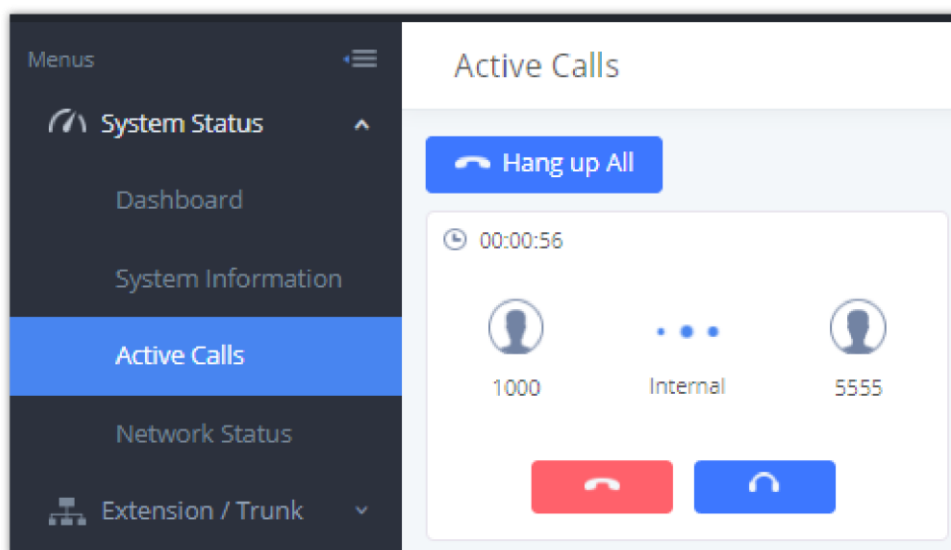 Menus
System Status
Dashboard
System Information
Active Calls
Network Status
Extension / Trunk
Active Calls
Hang up All
00:00:56
1000 Internal 5555